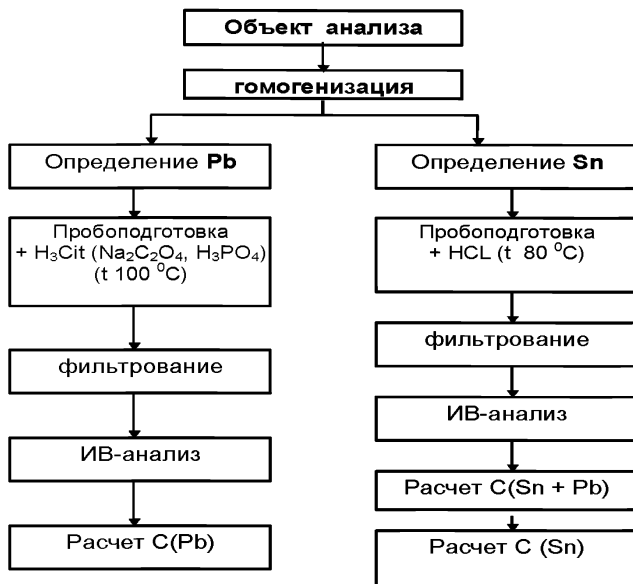 Объект анализа
гомогенизация
Определение Pb
Пробоподготовка
+ H₃Cit (Na₂C₂O₄, H₃PO₄)
(t 100 ⁰C)
фильтрование
ИВ-анализ
Расчет C(Pb)
Определение Sn
Пробоподготовка
+ HCL (t 80 ⁰C)
фильтрование
ИВ-анализ
Расчет C(Sn + Pb)
Расчет C (Sn)